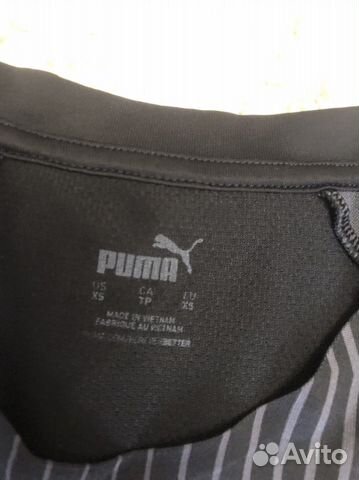 PUMA
US CA EU
XS TP XS
MADE IN VIETNAM
FABRIQUÉ AU VIETNAM
BETTER
Avito